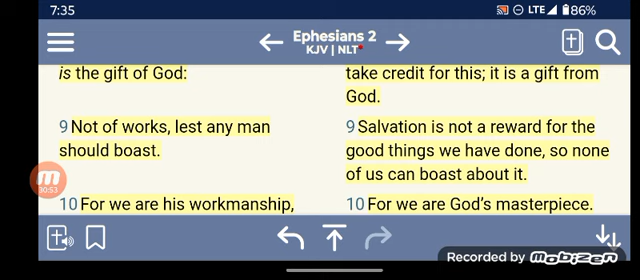 7:35
LTE 86%
Ephesians 2
KJV | NLT
is the gift of God:
9 Not of works, lest any man
should boast.
10 For we are his workmanship,
take credit for this; it is a gift from
God.
9 Salvation is not a reward for the
good things we have done, so none
of us can boast about it.
10 For we are God's masterpiece.
30:53
Recorded by Mobizen